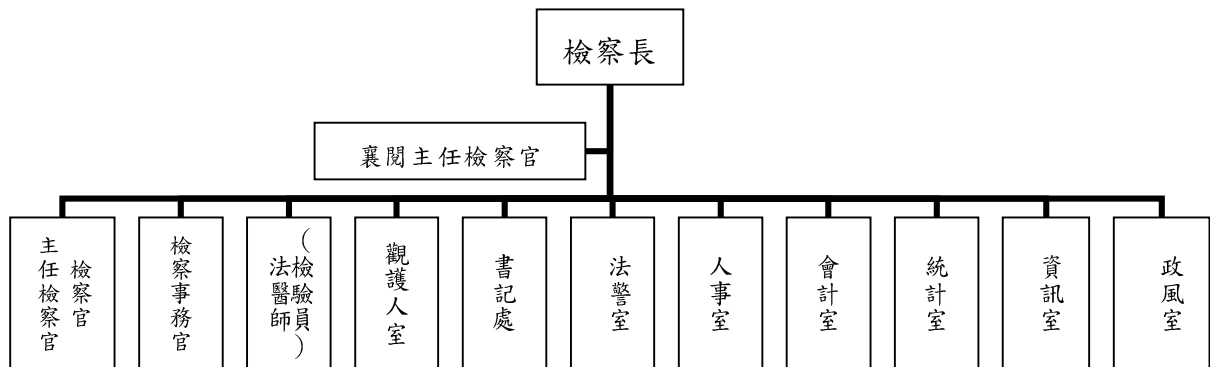 檢察長
襄閱主任檢察官
主任檢察官
檢察官
檢察事務官
法醫師
（檢驗員）
觀護人室
書記處
法警室
人事室
會計室
統計室
資訊室
政風室